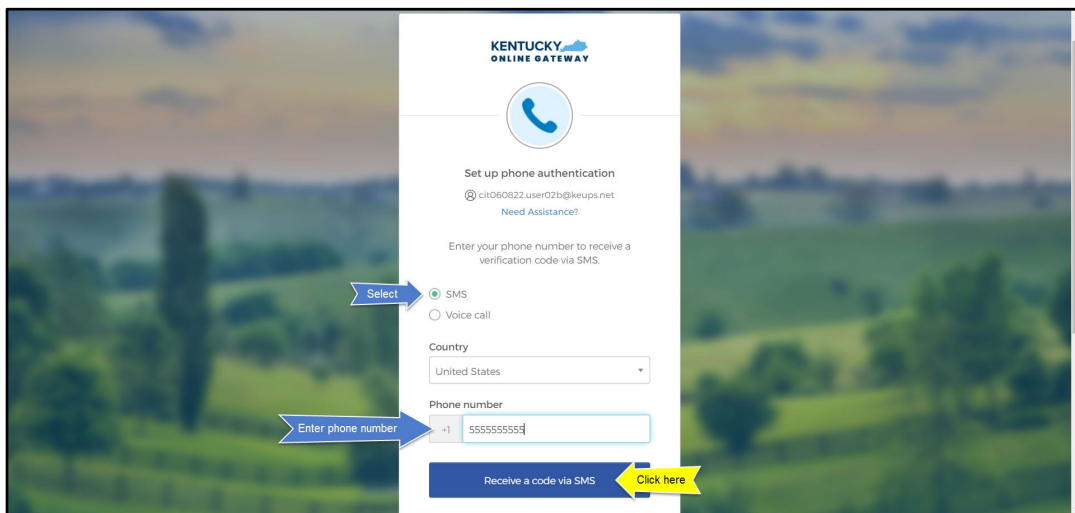 KENTUCKY
ONLINE GATEWAY
Set up phone authentication
cit060822.user02b@keups.net
Need Assistance?
Enter your phone number to receive a
verification code via SMS.
Select
SMS
Voice call
Country
United States
Phone number
Enter phone number
+1 5555555555
Receive a code via SMS
Click here